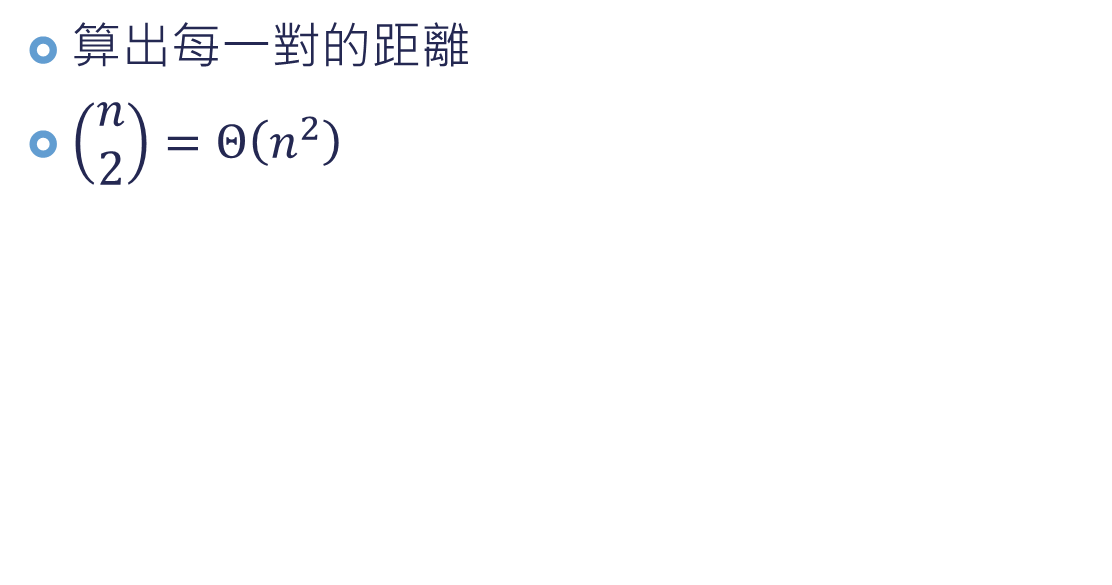 算出每一對的距離
(n 2) = Θ(n²)